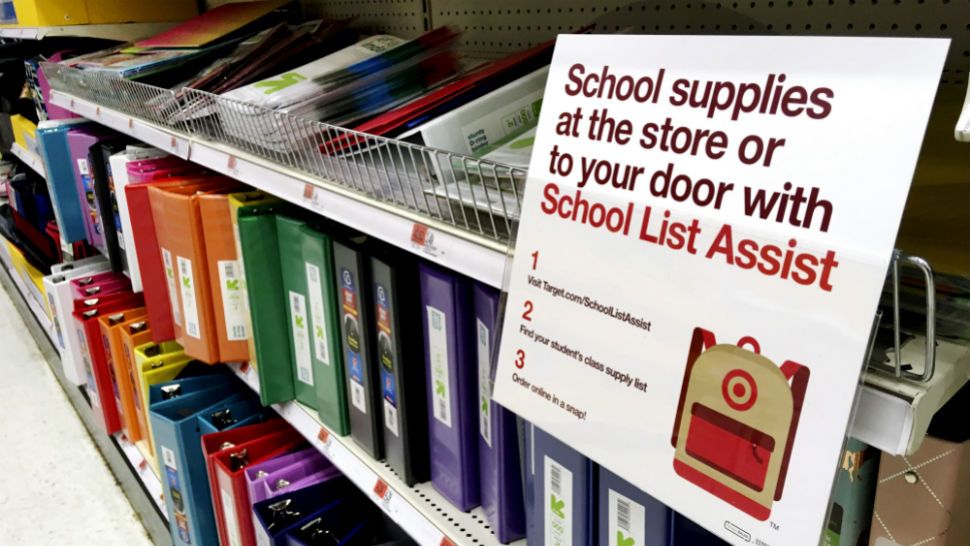 School supplies
at the store or
to your door with
School List Assist
1
Visit Target.com/SchoolListAssist
2
Find your student's class supply list
3
Order online in a snap!
TM